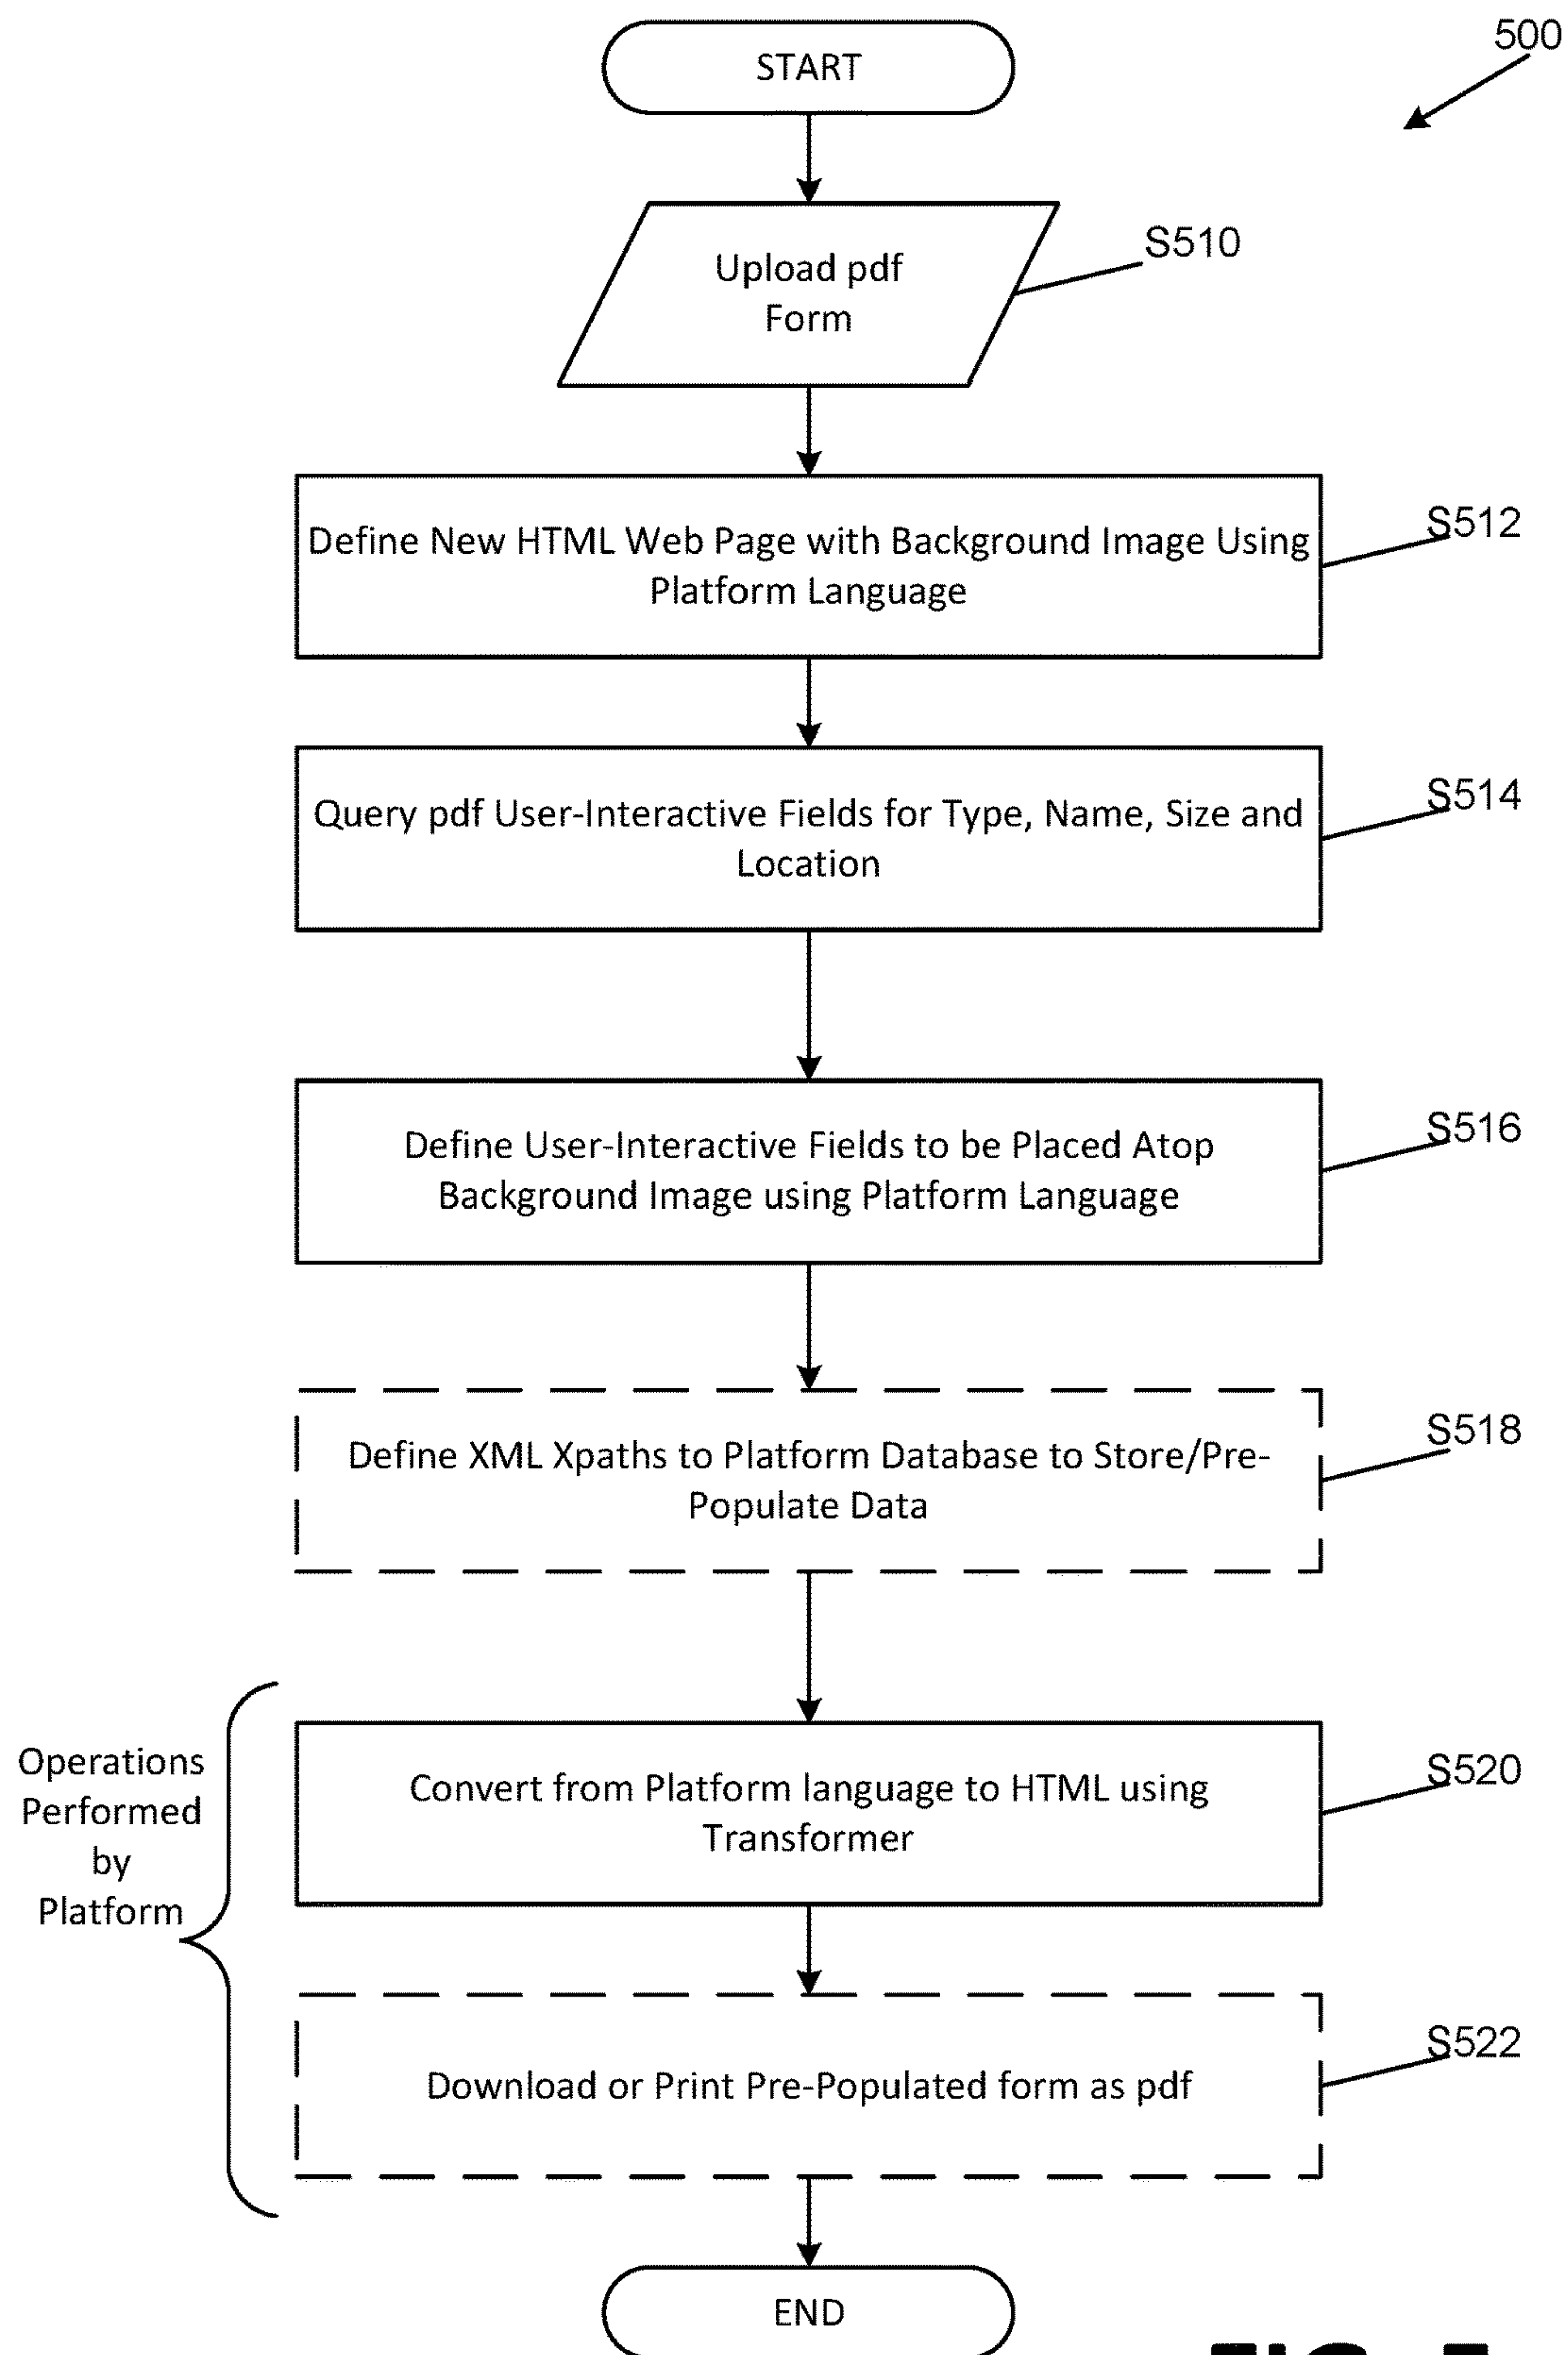 START
500
Upload pdf
Form
S510
Define New HTML Web Page with Background Image Using
Platform Language
S512
Query pdf User-Interactive Fields for Type, Name, Size and
Location
S514
Define User-Interactive Fields to be Placed Atop
Background Image using Platform Language
S516
Define XML Xpaths to Platform Database to Store/Pre-
Populate Data
S518
Operations
Performed
by
Platform
Convert from Platform language to HTML using
Transformer
S520
Download or Print Pre-Populated form as pdf
S522
END